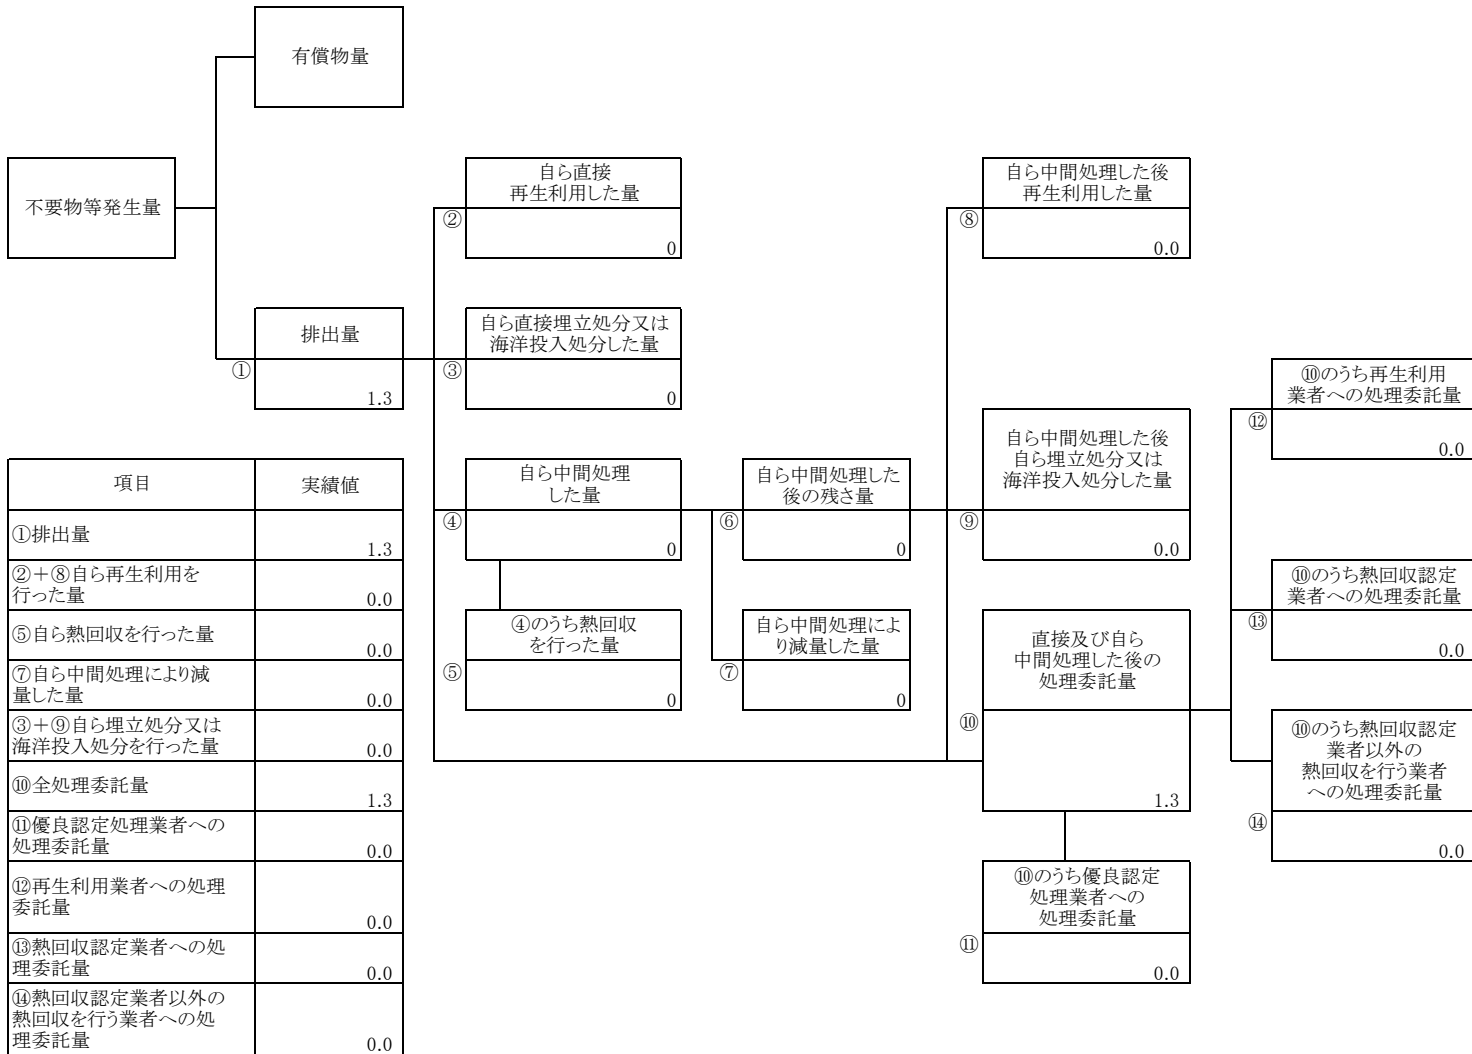 有償物量
不要物等発生量
自ら直接
再生利用した量
②
0
自ら中間処理した後
再生利用した量
⑧
0.0
排出量
①
1.3
自ら直接埋立処分又は
海洋投入処分した量
③
0
⑩のうち再生利用
業者への処理委託量
⑫
0.0
自ら中間処理
した量
④
0
自ら中間処理した
後の残さ量
⑥
0
自ら中間処理した後
自ら埋立処分又は
海洋投入処分した量
⑨
0.0
⑩のうち熱回収認定
業者への処理委託量
⑬
0.0
④のうち熱回収
を行った量
⑤
0
自ら中間処理によ
り減量した量
⑦
0
直接及び自ら
中間処理した後の
処理委託量
⑩
1.3
⑩のうち熱回収認定
業者以外の
熱回収を行う業者
への処理委託量
⑭
0.0
⑩のうち優良認定
処理業者への
処理委託量
⑪
0.0
項目 実績値
①排出量 1.3
②＋⑧自ら再生利用を
行った量 0.0
⑤自ら熱回収を行った量 0.0
⑦自ら中間処理により減
量した量 0.0
③＋⑨自ら埋立処分又は
海洋投入処分を行った量 0.0
⑩全処理委託量 1.3
⑪優良認定処理業者への
処理委託量 0.0
⑫再生利用業者への処理
委託量 0.0
⑬熱回収認定業者への処
理委託量 0.0
⑭熱回収認定業者以外の
熱回収を行う業者への処
理委託量 0.0